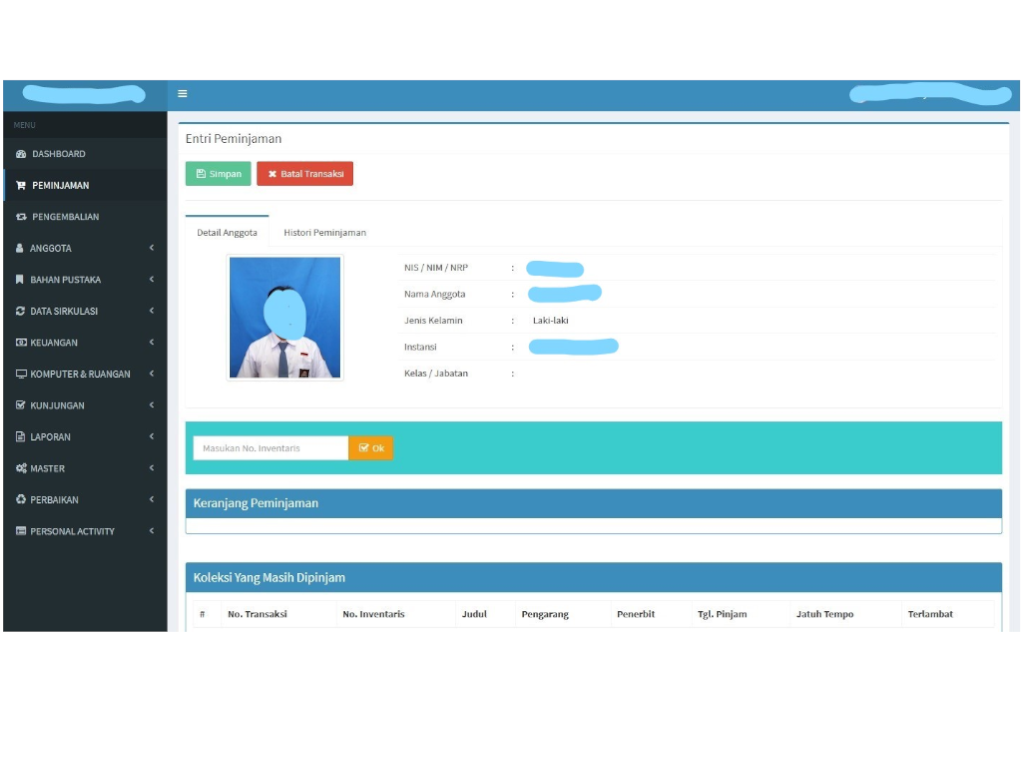 MENU
DASHBOARD
PEMINJAMAN
PENGEMBALIAN
ANGGOTA
BAHAN PUSTAKA
DATA SIRKULASI
KEUANGAN
KOMPUTER & RUANGAN
KUNJUNGAN
LAPORAN
MASTER
PERBAIKAN
PERSONAL ACTIVITY
Entri Peminjaman
Simpan Batal Transaksi
Detail Anggota Histori Peminjaman
NIS / NIM / NRP :
Nama Anggota :
Jenis Kelamin : Laki-laki
Instansi :
Kelas / Jabatan :
Masukan No. Inventaris Ok
Keranjang Peminjaman
Koleksi Yang Masih Dipinjam
# No. Transaksi No. Inventaris Judul Pengarang Penerbit Tgl. Pinjam Jatuh Tempo Terlambat